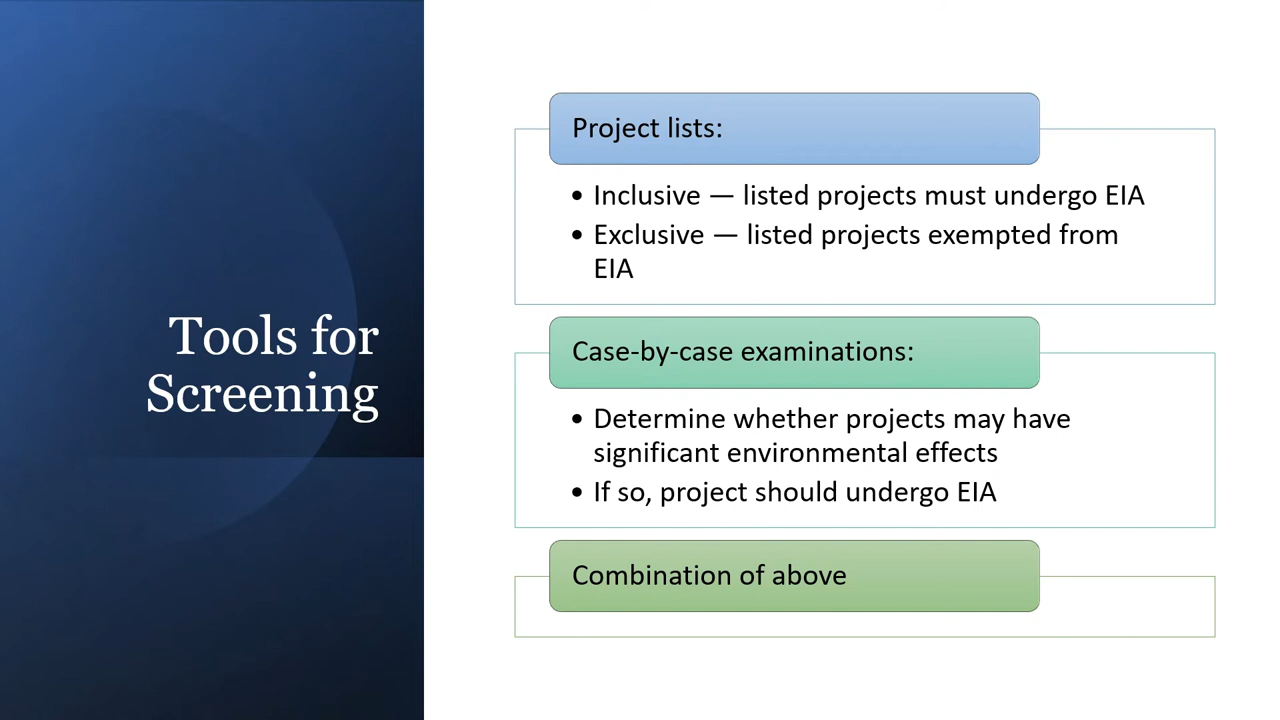 Tools for
Screening
Project lists:
• Inclusive — listed projects must undergo EIA
• Exclusive — listed projects exempted from
EIA
Case-by-case examinations:
• Determine whether projects may have
significant environmental effects
• If so, project should undergo EIA
Combination of above